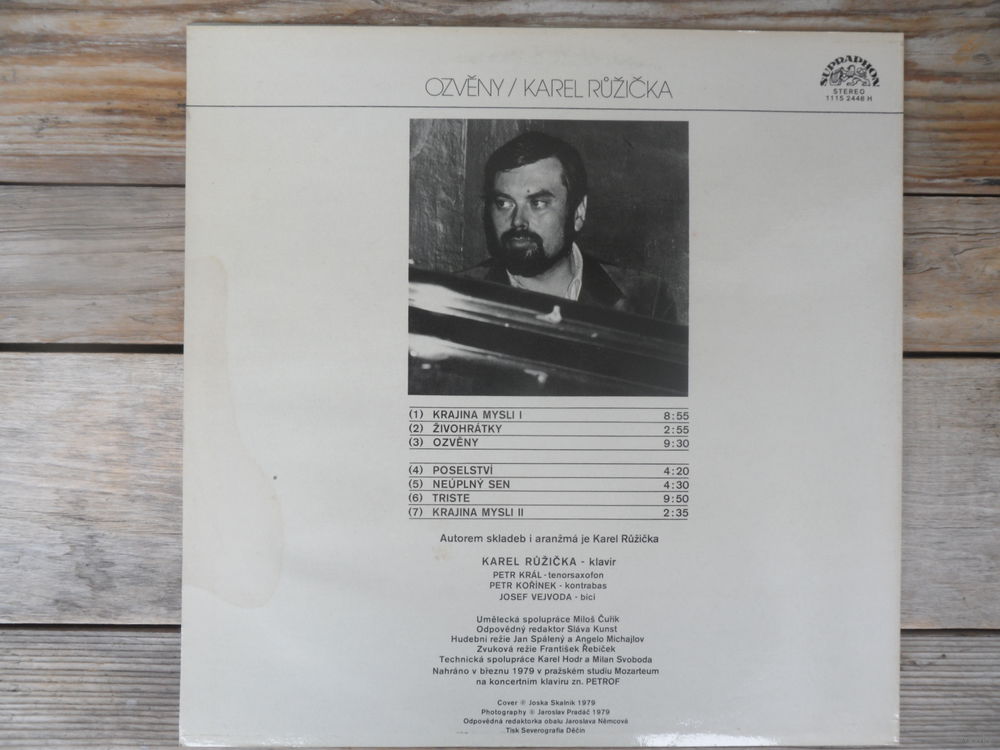 OZVĚNY / KAREL RŮŽIČKA
SUPRAPHON
STEREO
1115 2448 H
(1) KRAJINA MYSLI I 8:55
(2) ŽIVOHRÁTKY 2:55
(3) OZVĚNY 9:30
(4) POSELSTVÍ 4:20
(5) NEÚPLNÝ SEN 4:30
(6) TRISTE 9:50
(7) KRAJINA MYSLI II 2:35
Autorem skladeb i aranžmá je Karel Růžička
KAREL RŮŽIČKA - klavír
PETR KRÁL - tenorsaxofon
PETR KOŘÍNEK - kontrabas
JOSEF VEJVODA - bicí
Umělecká spolupráce Miloš Čuřík
Odpovědný redaktor Sláva Kunst
Hudební režie Jan Spálený a Angelo Michajlov
Zvuková režie František Řebíček
Technická spolupráce Karel Hodr a Milan Svoboda
Nahráno v březnu 1979 v pražském studiu Mozarteum
na koncertním klavíru zn. PETROF
Cover ℗ Joska Skalník 1979
Photography ℗ Jaroslav Pradáč 1979
Odpovědná redaktorka obalu Jaroslava Němcová
Tisk Severografia Děčín